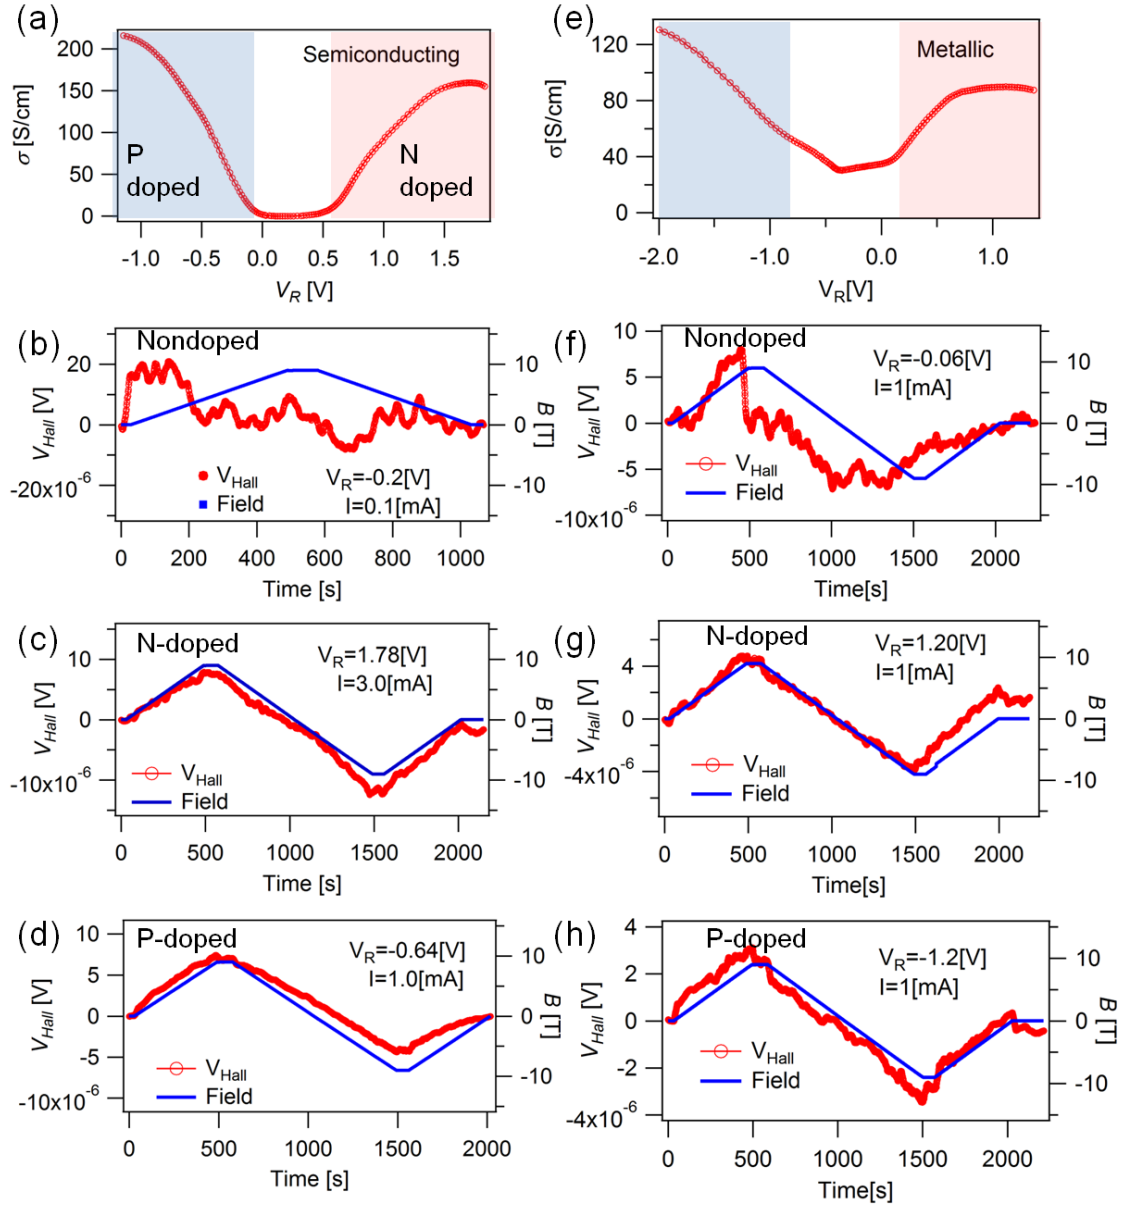 (a)
σ [S/cm]
200
150
100
50
0
Semiconducting
P
doped
N
doped
-1.0
-0.5
0.0
0.5
1.0
1.5
V_R [V]
(e)
σ[S/cm]
120
80
40
0
Metallic
-2.0
-1.0
0.0
1.0
V_R[V]
(b)
Nondoped
V_Hall [V]
20
0
-20x10^-6
V_Hall
Field
V_R=-0.2[V]
I=0.1[mA]
10
0
-10
B [T]
0
200
400
600
800
1000
Time [s]
(f)
Nondoped
V_Hall [V]
10
5
0
-5
-10x10^-6
V_R=-0.06[V]
I=1[mA]
V_Hall
Field
10
0
-10
B [T]
0
500
1000
1500
2000
Time[s]
(c)
N-doped
V_Hall [V]
10
0
-10x10^-6
V_R=1.78[V]
I=3.0[mA]
V_Hall
Field
10
0
-10
B [T]
0
500
1000
1500
2000
Time [s]
(g)
N-doped
V_Hall [V]
4
0
-4x10^-6
V_R=1.20[V]
I=1[mA]
V_Hall
Field
10
0
-10
B [T]
0
500
1000
1500
2000
Time[s]
(d)
P-doped
V_Hall [V]
10
5
0
-5
-10x10^-6
V_R=-0.64[V]
I=1.0[mA]
V_Hall
Field
10
0
-10
B [T]
0
500
1000
1500
2000
Time [s]
(h)
P-doped
V_Hall [V]
4
2
0
-2
-4x10^-6
V_R=-1.2[V]
I=1[mA]
V_Hall
Field
10
0
-10
B [T]
0
500
1000
1500
2000
Time[s]